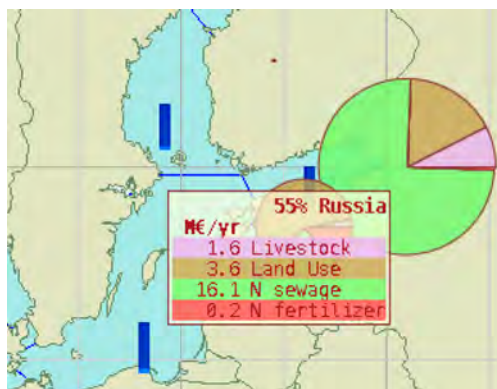 55% Russia
M€/yr
1.6 Livestock
3.6 Land Use
16.1 N sewage
0.2 N fertilizer